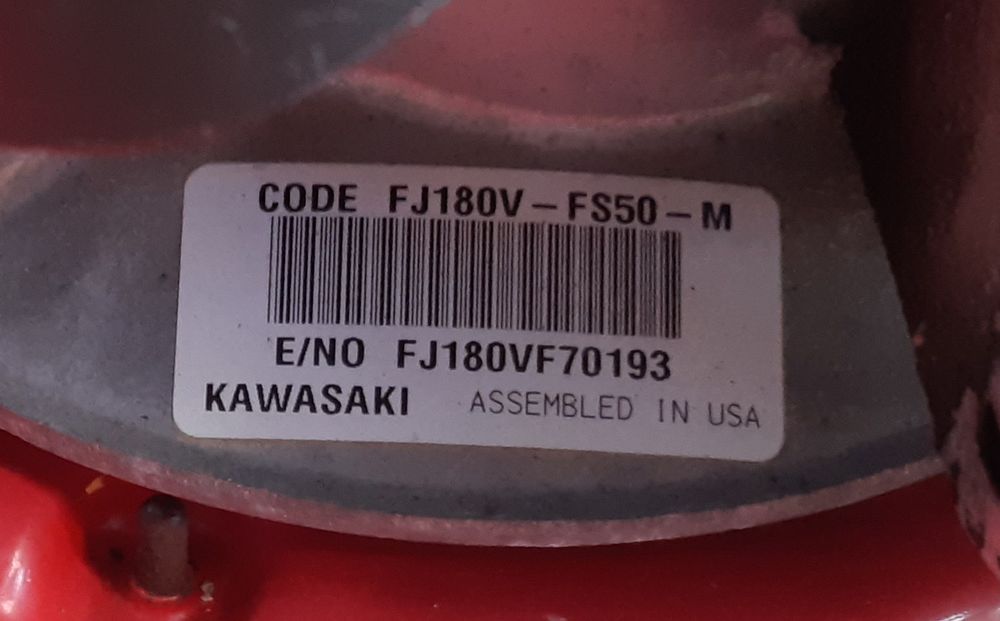 CODE FJ180V-FS50-M
E/NO FJ180VF70193
KAWASAKI ASSEMBLED IN USA